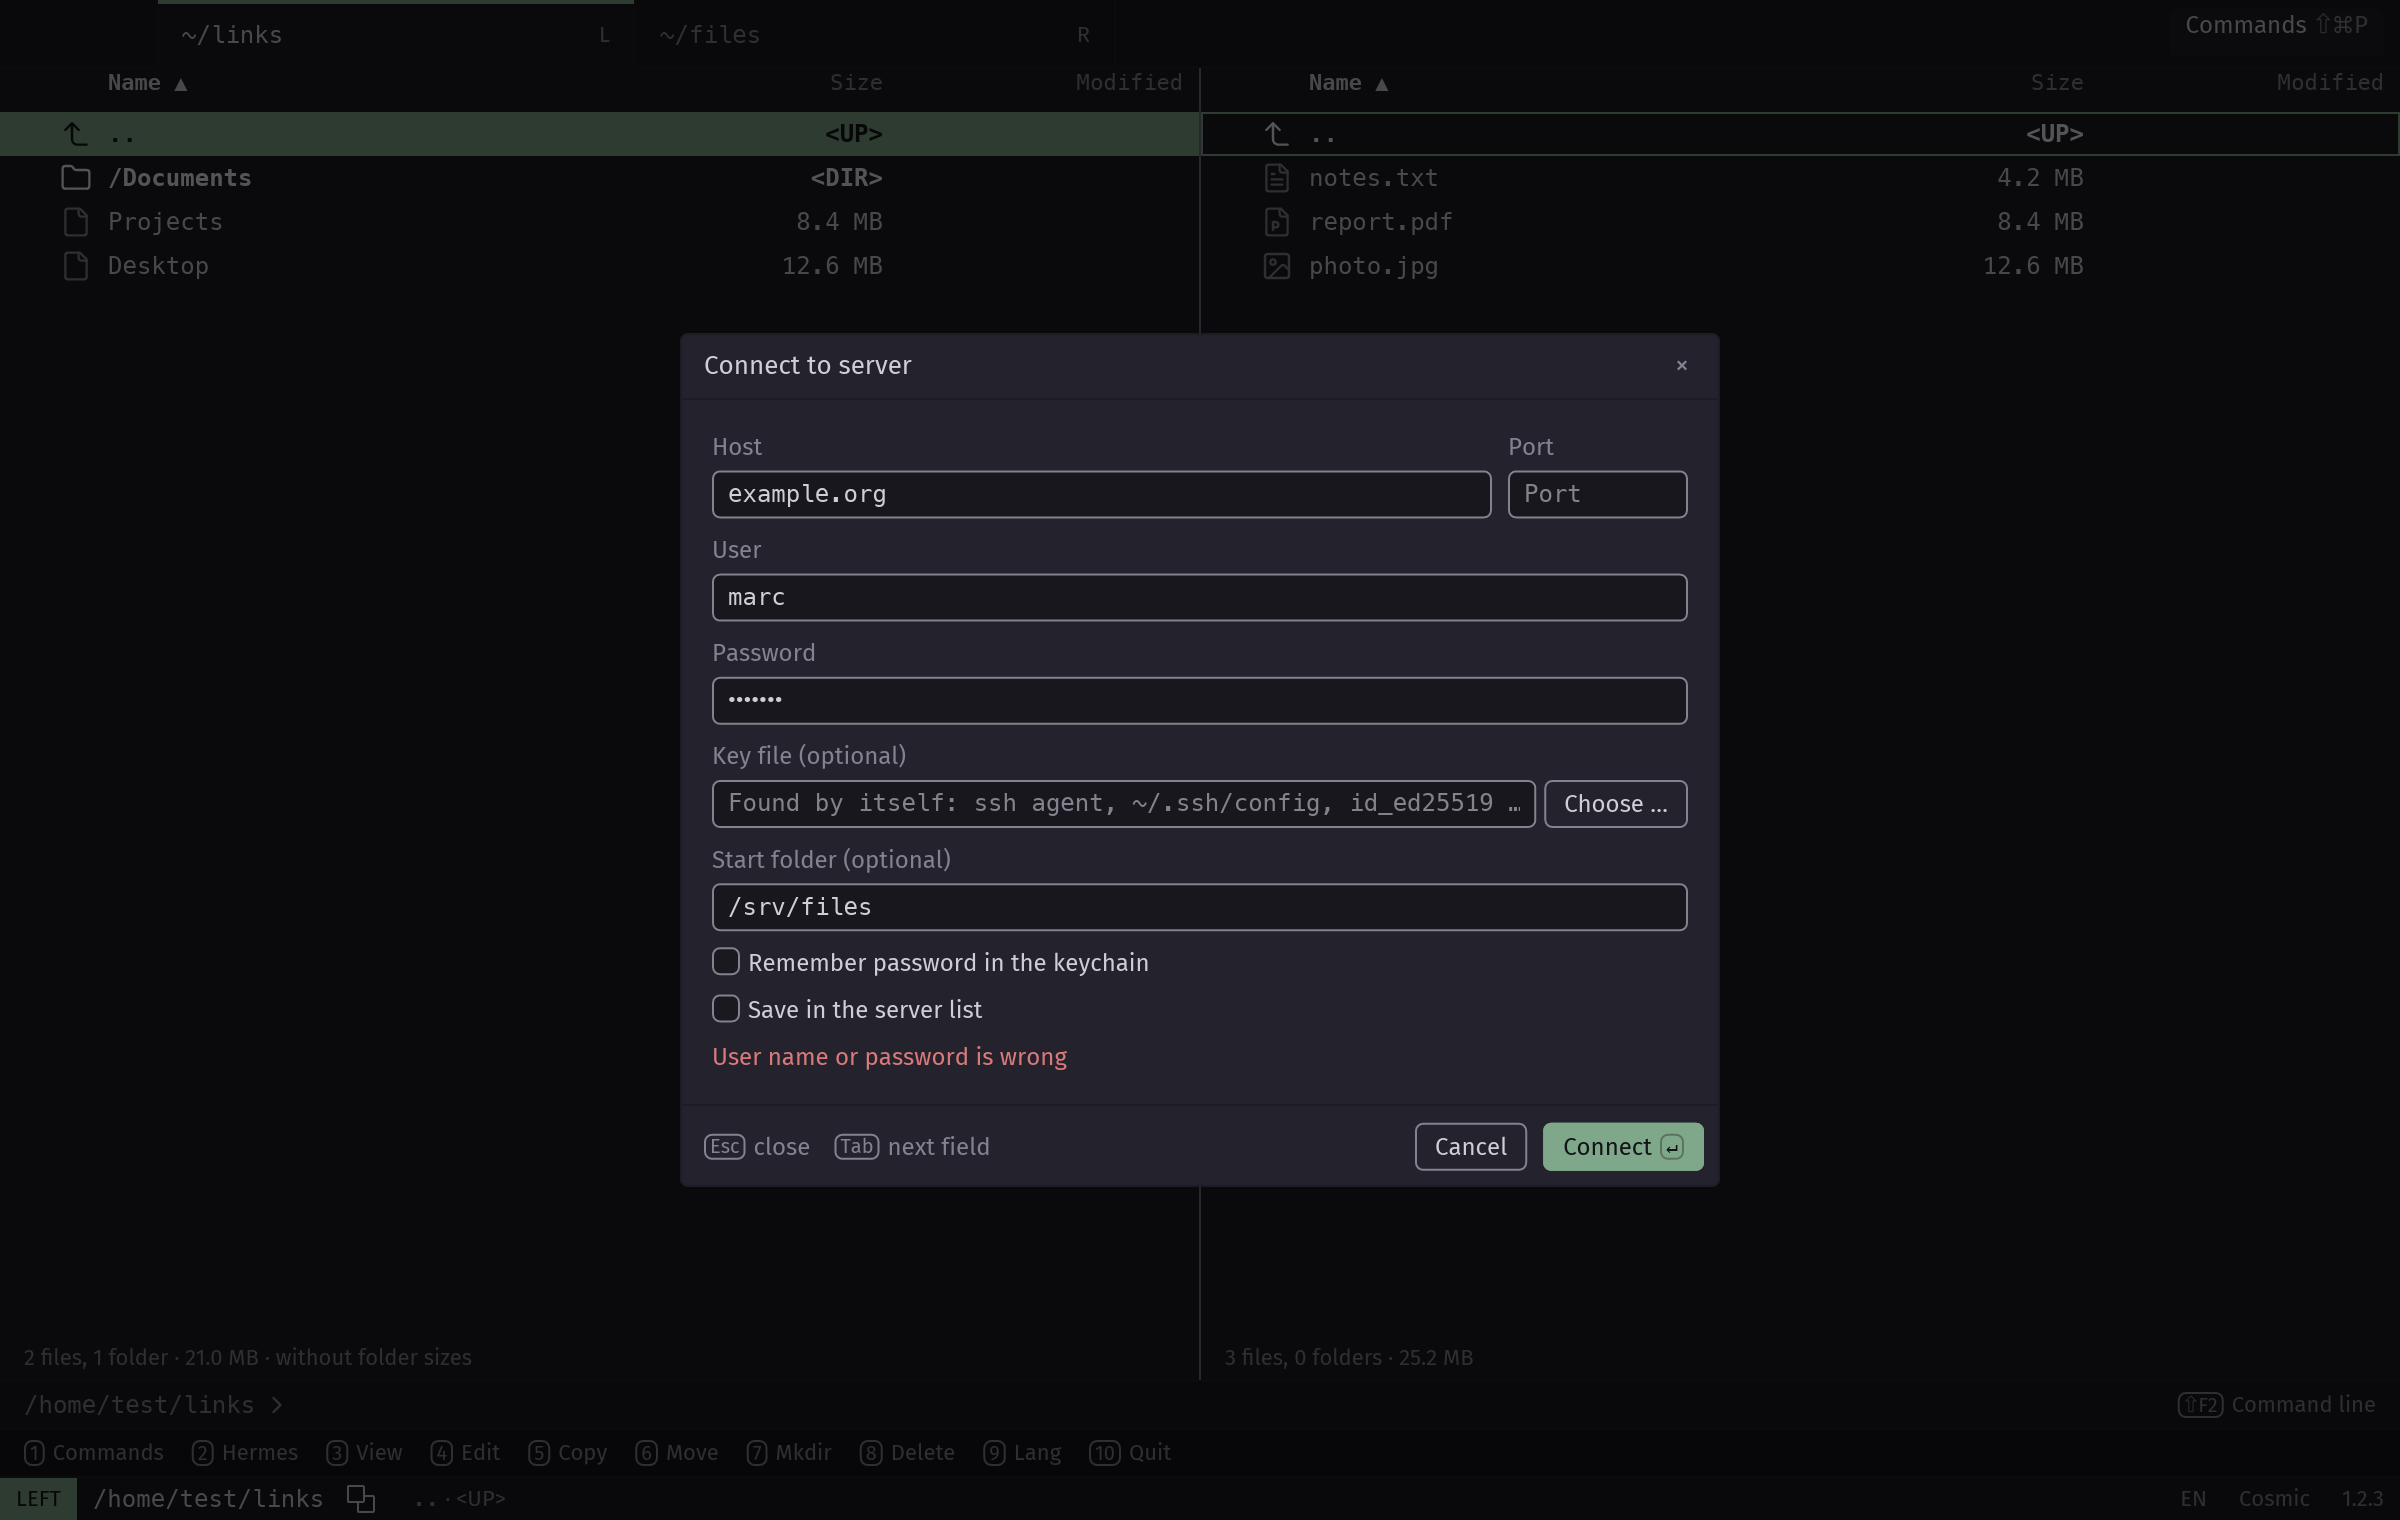 ~/links L ~/files R Commands ⇧⌘P
Name ▲ Size Modified Name ▲ Size Modified
.. <UP> .. <UP>
/Documents <DIR> notes.txt 4.2 MB
Projects 8.4 MB report.pdf 8.4 MB
Desktop 12.6 MB photo.jpg 12.6 MB
Connect to server ×
Host Port
example.org Port
User
marc
Password
•••••••
Key file (optional)
Found by itself: ssh agent, ~/.ssh/config, id_ed25519 … Choose ...
Start folder (optional)
/srv/files
Remember password in the keychain
Save in the server list
User name or password is wrong
Esc close Tab next field Cancel Connect ↵
2 files, 1 folder · 21.0 MB · without folder sizes 3 files, 0 folders · 25.2 MB
/home/test/links > ⇧F2 Command line
1 Commands 2 Hermes 3 View 4 Edit 5 Copy 6 Move 7 Mkdir 8 Delete 9 Lang 10 Quit
LEFT /home/test/links .. · <UP> EN Cosmic 1.2.3